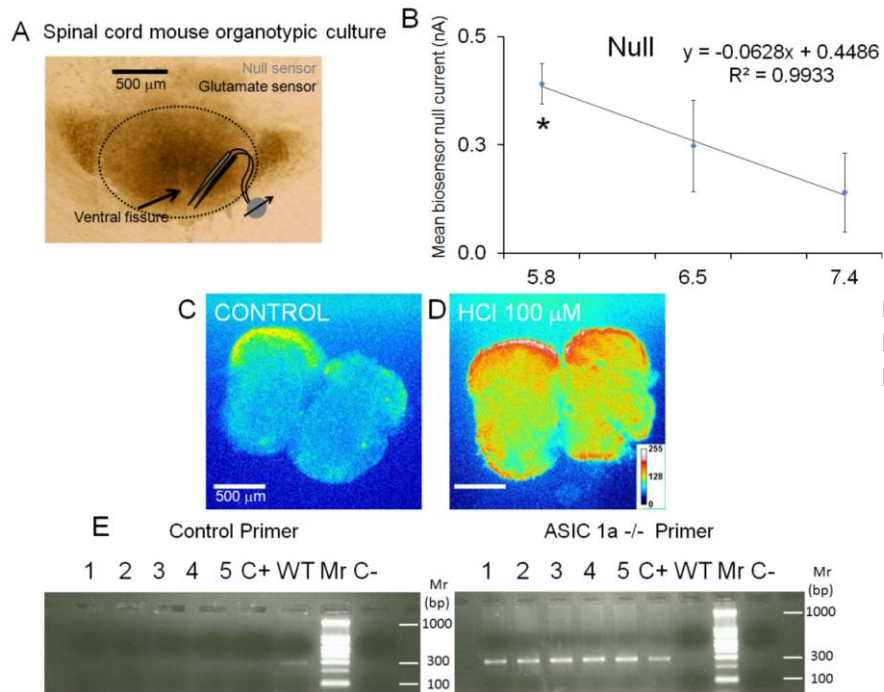 A Spinal cord mouse organotypic culture
500 μm
Null sensor
Glutamate sensor
Ventral fissure
B
Mean biosensor null current (nA)
0.5
0.3
0.0
Null
y = -0.0628x + 0.4486
R² = 0.9933
*
5.8 6.5 7.4
C CONTROL
500 μm
D HCl 100 μM
255
128
0
E
Control Primer
1 2 3 4 5 C+ WT Mr C-
Mr
(bp)
1000
300
100
ASIC 1a -/- Primer
1 2 3 4 5 C+ WT Mr C-
Mr
(bp)
1000
300
100